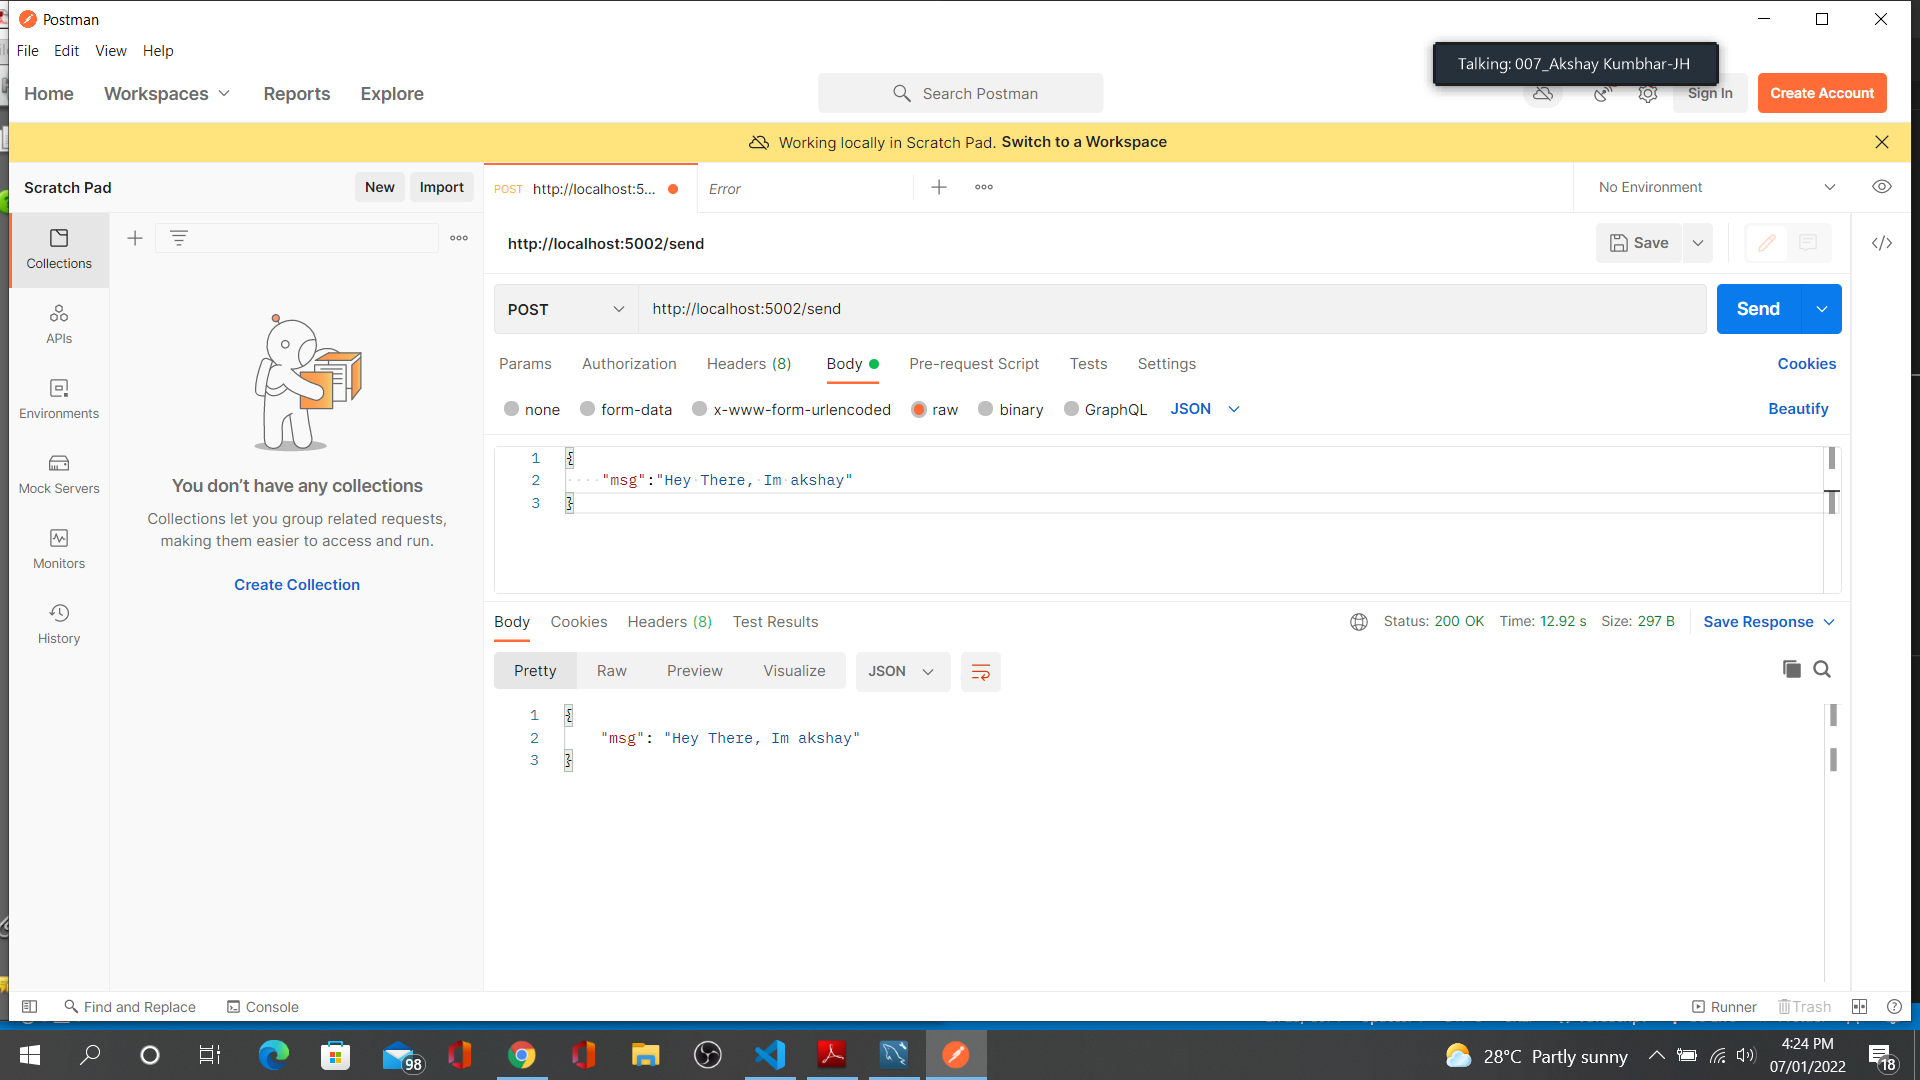 Postman
File Edit View Help
Talking: 007_Akshay Kumbhar-JH
Home Workspaces Reports Explore
Search Postman
Sign In Create Account
Working locally in Scratch Pad. Switch to a Workspace
Scratch Pad New Import
POST http://localhost:5... Error
No Environment
http://localhost:5002/send
Save
Collections
APIs
Environments
Mock Servers
Monitors
History
You don't have any collections
Collections let you group related requests,
making them easier to access and run.
Create Collection
POST http://localhost:5002/send Send
Params Authorization Headers (8) Body Pre-request Script Tests Settings Cookies
none form-data x-www-form-urlencoded raw binary GraphQL JSON Beautify
1 {
2 "msg":"Hey There, Im akshay"
3 }
Body Cookies Headers (8) Test Results Status: 200 OK Time: 12.92 s Size: 297 B Save Response
Pretty Raw Preview Visualize JSON
1 {
2 "msg": "Hey There, Im akshay"
3 }
Find and Replace Console Runner Trash
98
28°C Partly sunny
4:24 PM
07/01/2022
18